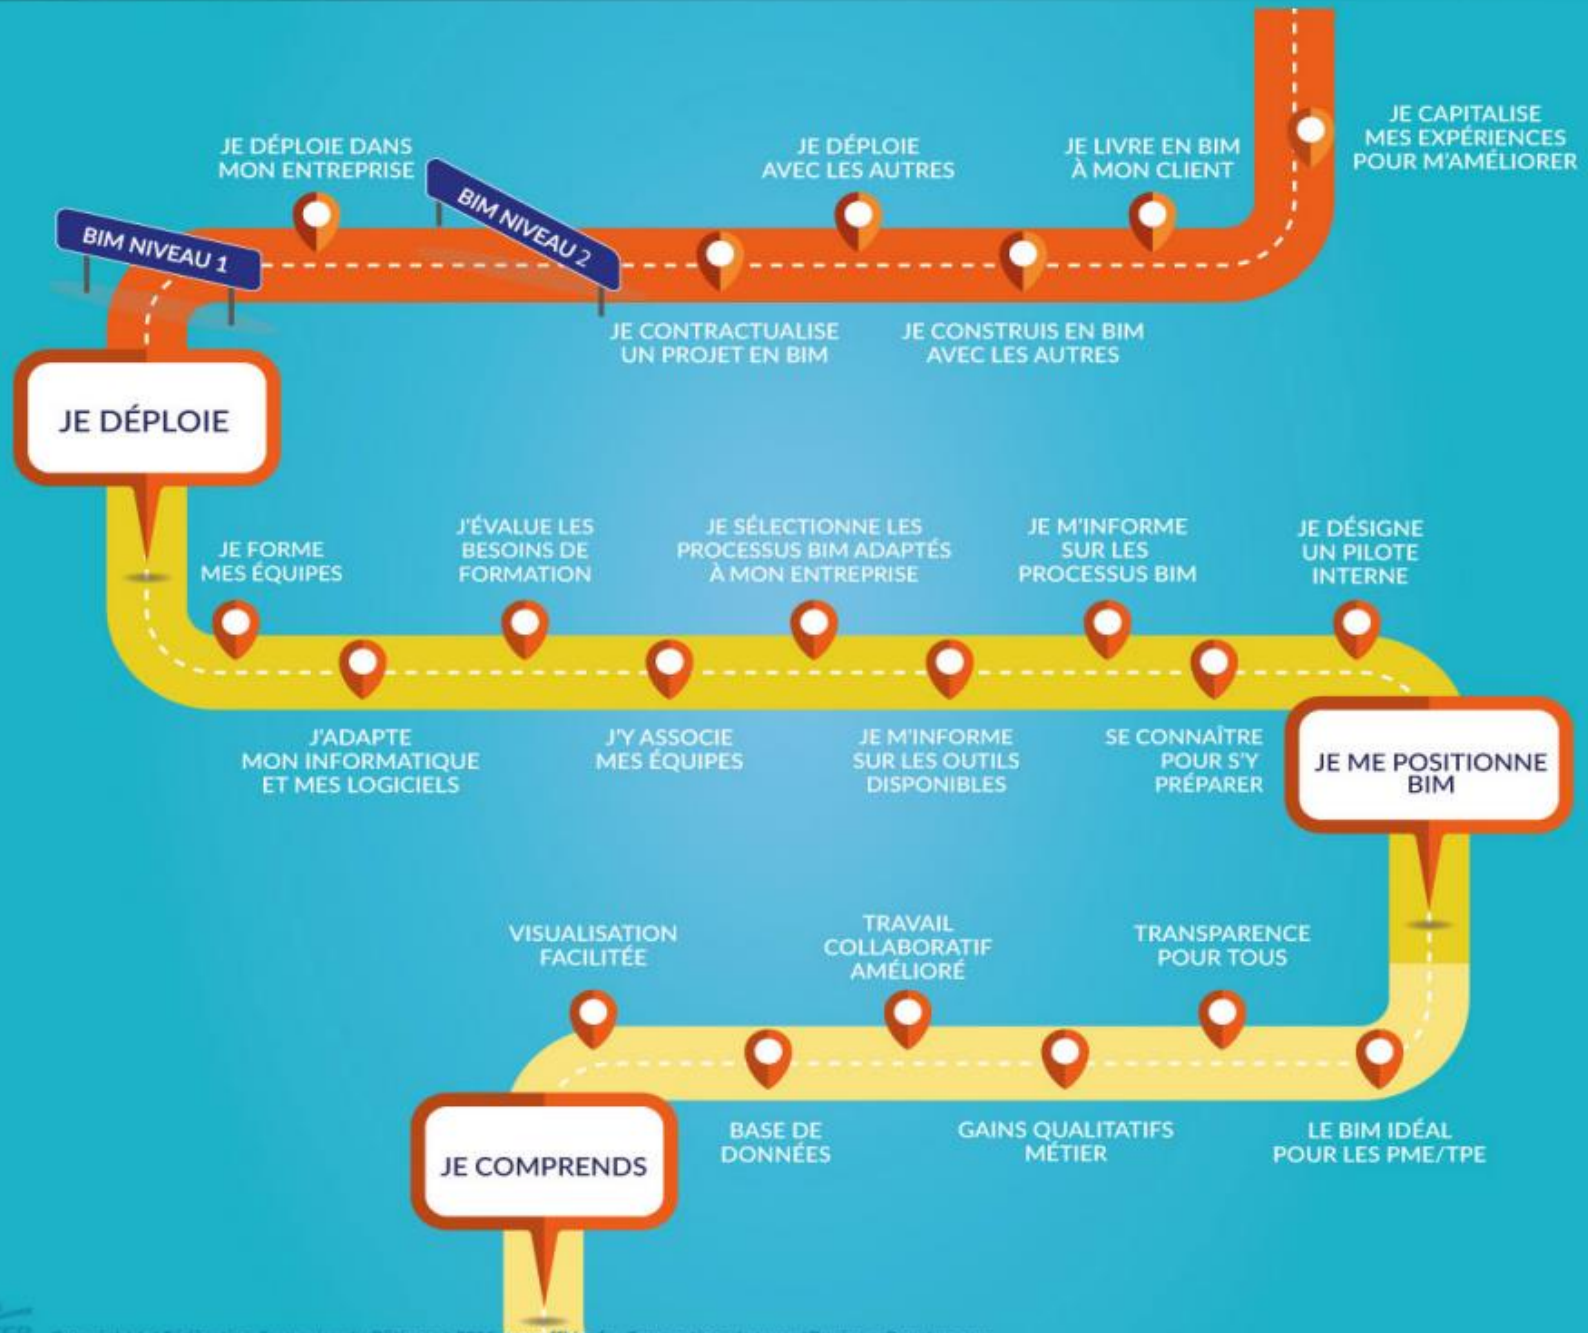 JE CAPITALISE
MES EXPÉRIENCES
POUR M'AMÉLIORER
JE DÉPLOIE DANS
MON ENTREPRISE
JE DÉPLOIE
AVEC LES AUTRES
JE LIVRE EN BIM
À MON CLIENT
BIM NIVEAU 1
BIM NIVEAU 2
JE CONTRACTUALISE
UN PROJET EN BIM
JE CONSTRUIS EN BIM
AVEC LES AUTRES
JE DÉPLOIE
JE FORME
MES ÉQUIPES
J'ÉVALUE LES
BESOINS DE
FORMATION
JE SÉLECTIONNE LES
PROCESSUS BIM ADAPTÉS
À MON ENTREPRISE
JE M'INFORME
SUR LES
PROCESSUS BIM
JE DÉSIGNE
UN PILOTE
INTERNE
J'ADAPTE
MON INFORMATIQUE
ET MES LOGICIELS
J'Y ASSOCIE
MES ÉQUIPES
JE M'INFORME
SUR LES OUTILS
DISPONIBLES
SE CONNAÎTRE
POUR S'Y
PRÉPARER
JE ME POSITIONNE
BIM
VISUALISATION
FACILITÉE
TRAVAIL
COLLABORATIF
AMÉLIORÉ
TRANSPARENCE
POUR TOUS
BASE DE
DONNÉES
GAINS QUALITATIFS
MÉTIER
LE BIM IDÉAL
POUR LES PME/TPE
JE COMPRENDS